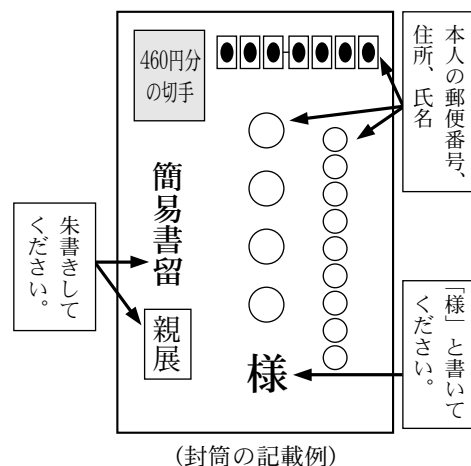 460円分
の切手
本人の郵便番号、
住所、氏名
簡易書留
親展
朱書きして
ください。
様
「様」と書いて
ください。
(封筒の記載例)